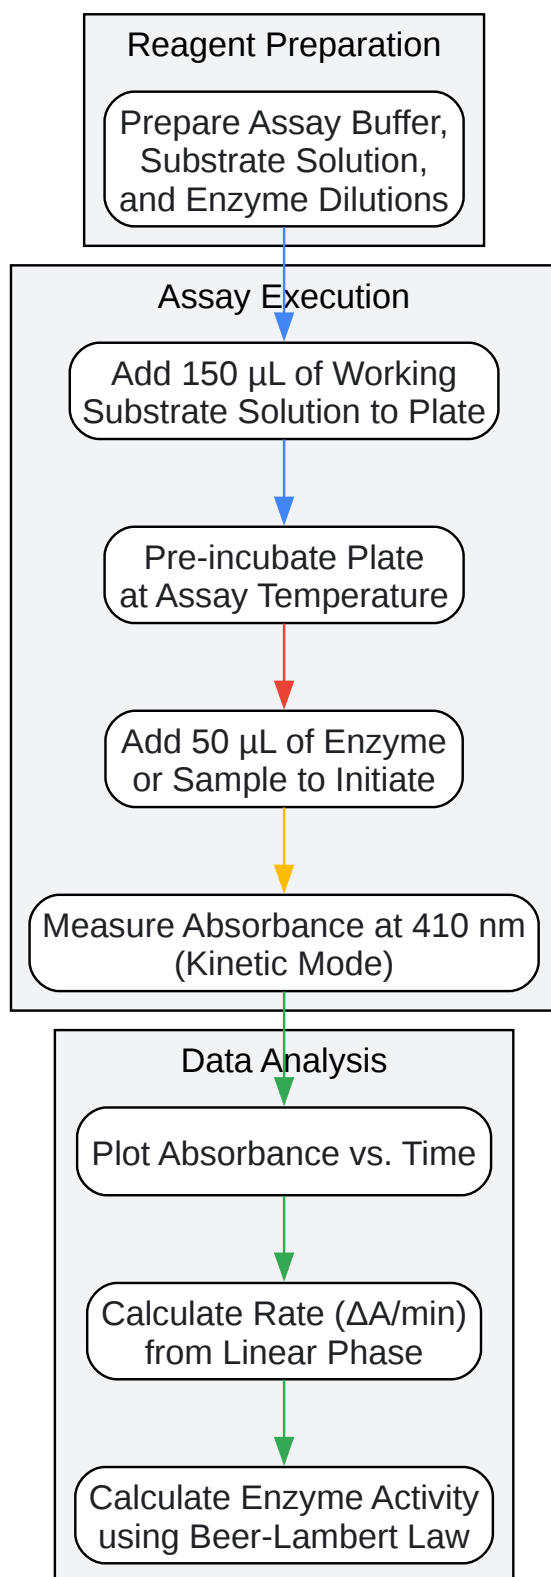 Reagent Preparation
Prepare Assay Buffer,
Substrate Solution,
and Enzyme Dilutions
Assay Execution
Add 150 µL of Working
Substrate Solution to Plate
Pre-incubate Plate
at Assay Temperature
Add 50 µL of Enzyme
or Sample to Initiate
Measure Absorbance at 410 nm
(Kinetic Mode)
Data Analysis
Plot Absorbance vs. Time
Calculate Rate (ΔA/min)
from Linear Phase
Calculate Enzyme Activity
using Beer-Lambert Law